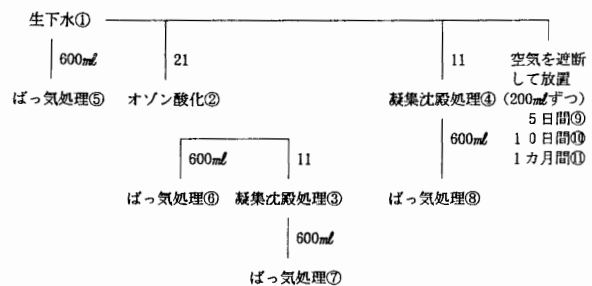 生下水①
600ml
21
11
空気を遮断
して放置
ばっ気処理⑤
オゾン酸化②
凝集沈殿処理④
(200mlずつ)
5日間⑨
10日間⑩
1カ月間⑪
600ml
600ml
11
ばっ気処理⑥
凝集沈殿処理③
ばっ気処理⑧
600ml
ばっ気処理⑦